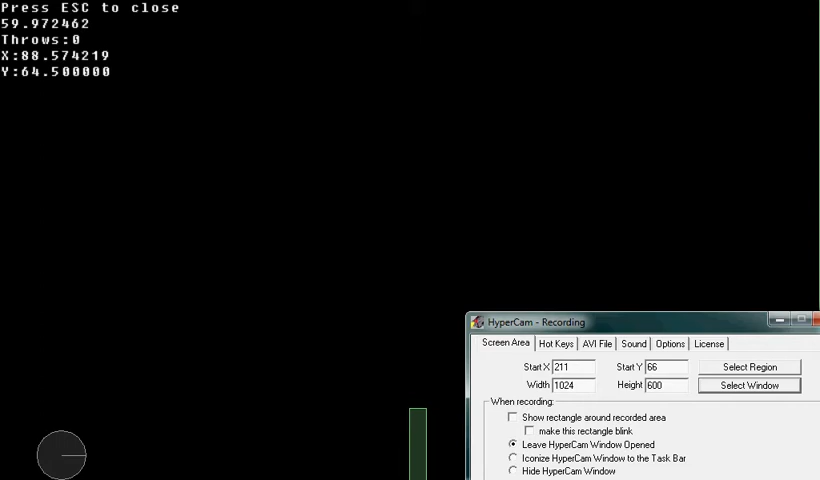 Press ESC to close
59.972462
Throws:0
X:88.574219
Y:64.500000
HyperCam - Recording
Screen Area Hot Keys AVI File Sound Options License
Start X 211 Start Y 66 Select Region
Width 1024 Height 600 Select Window
When recording:
Show rectangle around recorded area
make this rectangle blink
Leave HyperCam Window Opened
Iconize HyperCam Window to the Task Bar
Hide HyperCam Window